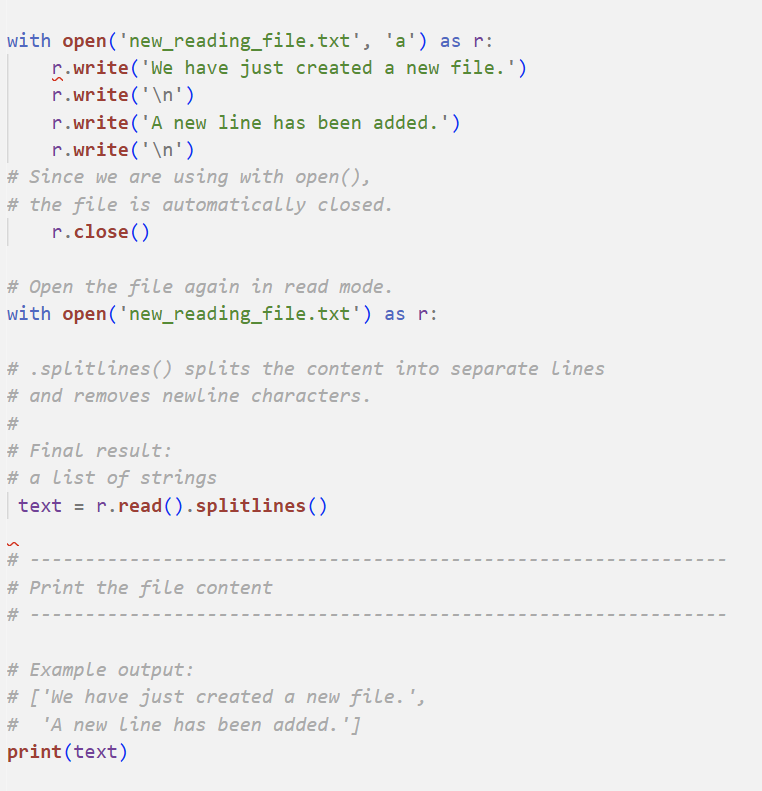 with open('new_reading_file.txt', 'a') as r:
    r.write('We have just created a new file.')
    r.write('\n')
    r.write('A new line has been added.')
    r.write('\n')
# Since we are using with open(),
# the file is automatically closed.
    r.close()
# Open the file again in read mode.
with open('new_reading_file.txt') as r:
# .splitlines() splits the content into separate lines
# and removes newline characters.
#
# Final result:
# a list of strings
 text = r.read().splitlines()
# ---------------------------------------------------------------
# Print the file content
# ---------------------------------------------------------------
# Example output:
# ['We have just created a new file.',
#  'A new line has been added.']
print(text)